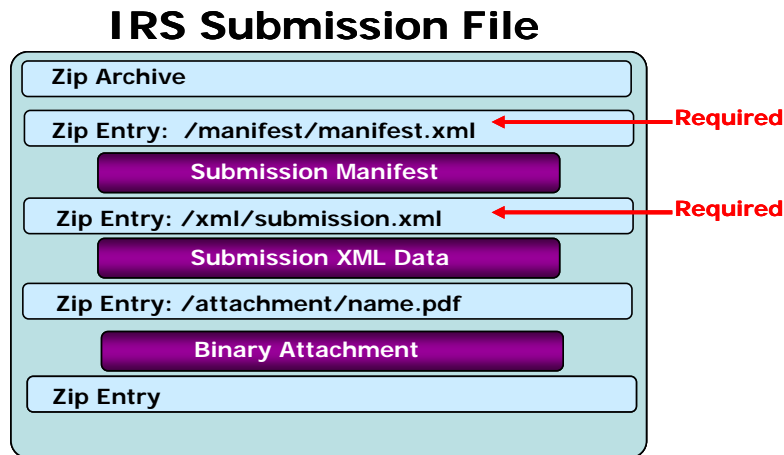 IRS Submission File
Zip Archive
Zip Entry: /manifest/manifest.xml
Required
Submission Manifest
Zip Entry: /xml/submission.xml
Required
Submission XML Data
Zip Entry: /attachment/name.pdf
Binary Attachment
Zip Entry